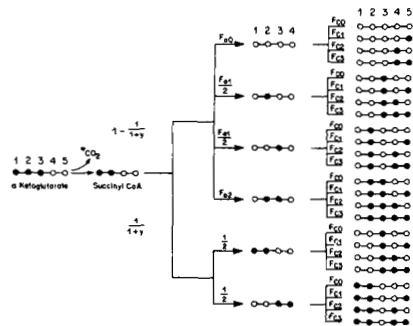 1 2 3 4 5
1 2 3 4
Fa0
FC0
FC1
FC2
FC3
Fa1
2
FC0
FC1
FC2
FC3
1 - 1
1+y
*CO2
1 2 3 4 5
α Ketoglutarate
Succinyl CoA
Fa1
2
FC0
FC1
FC2
FC3
1
1+y
FC0
FC1
FC2
FC3
1
2
FC0
FC1
FC2
FC3
1
2
FC0
FC1
FC2
FC3